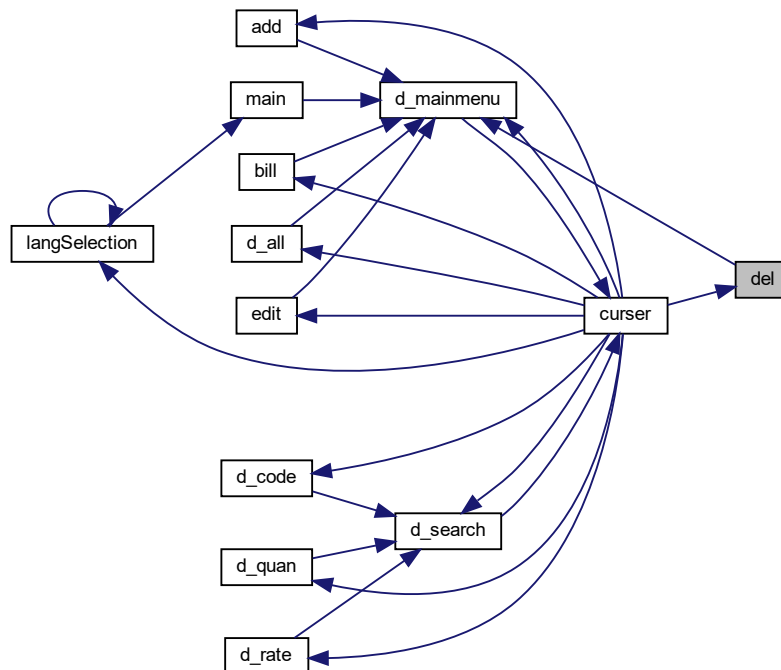 add
main
d_mainmenu
bill
langSelection
d_all
del
edit
curser
d_code
d_search
d_quan
d_rate